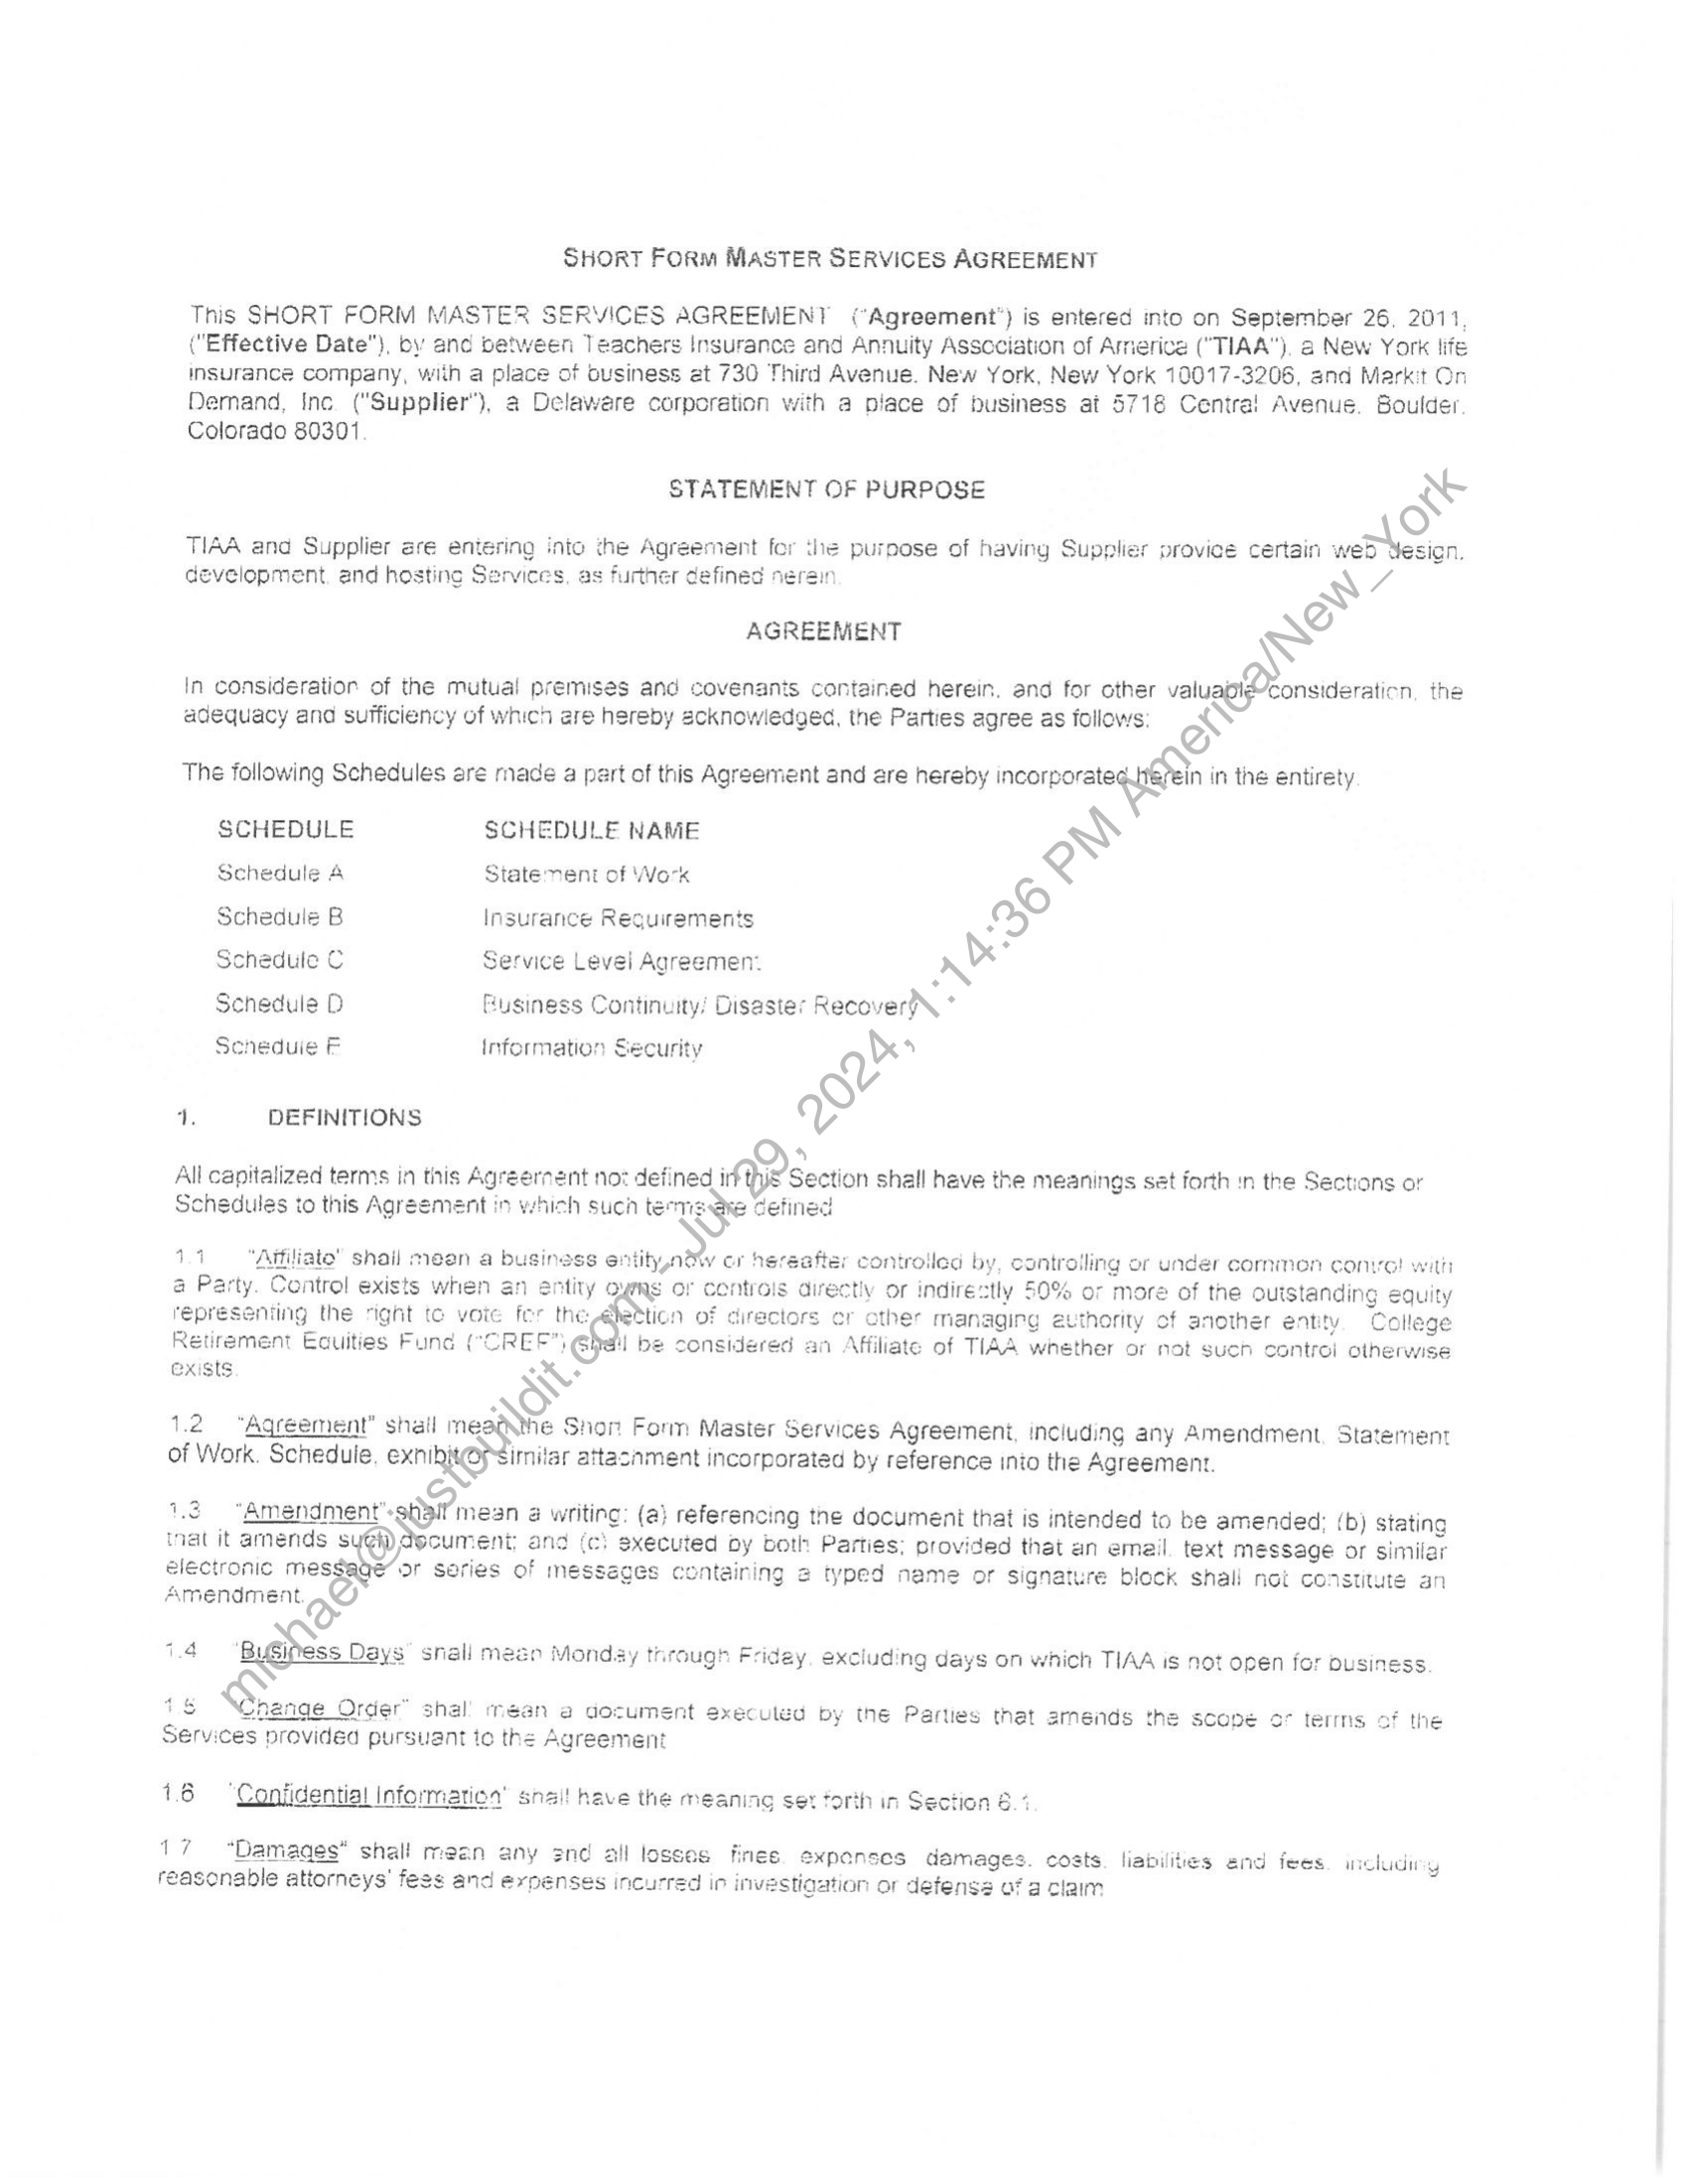 SHORT FORM MASTER SERVICES AGREEMENT
This SHORT FORM MASTER SERVICES AGREEMENT ("Agreement") is entered into on September 26, 2011,
("Effective Date"), by and between Teachers Insurance and Annuity Association of America ("TIAA"), a New York life
insurance company, with a place of business at 730 Third Avenue, New York, New York 10017-3206, and Markit On
Demand, Inc. ("Supplier"), a Delaware corporation with a place of business at 5718 Central Avenue, Boulder,
Colorado 80301.
STATEMENT OF PURPOSE
TIAA and Supplier are entering into the Agreement for the purpose of having Supplier provide certain web design,
development, and hosting Services, as further defined herein.
AGREEMENT
In consideration of the mutual premises and covenants contained herein, and for other valuable consideration, the
adequacy and sufficiency of which are hereby acknowledged, the Parties agree as follows:
The following Schedules are made a part of this Agreement and are hereby incorporated herein in the entirety.
SCHEDULE SCHEDULE NAME
Schedule A Statement of Work
Schedule B Insurance Requirements
Schedule C Service Level Agreement
Schedule D Business Continuity/ Disaster Recovery
Schedule E Information Security
1. DEFINITIONS
All capitalized terms in this Agreement not defined in this Section shall have the meanings set forth in the Sections or
Schedules to this Agreement in which such terms are defined
1.1 "Affiliate" shall mean a business entity now or hereafter controlled by, controlling or under common control with
a Party. Control exists when an entity owns or controls directly or indirectly 50% or more of the outstanding equity
representing the right to vote for the election of directors or other managing authority of another entity. College
Retirement Equities Fund ("CREF") shall be considered an Affiliate of TIAA whether or not such control otherwise
exists.
1.2 "Agreement" shall mean the Short Form Master Services Agreement, including any Amendment, Statement
of Work, Schedule, exhibit or similar attachment incorporated by reference into the Agreement.
1.3 "Amendment" shall mean a writing: (a) referencing the document that is intended to be amended; (b) stating
that it amends such document; and (c) executed by both Parties; provided that an email, text message or similar
electronic message or series of messages containing a typed name or signature block shall not constitute an
Amendment.
1.4 "Business Days" shall mean Monday through Friday, excluding days on which TIAA is not open for business.
1.5 "Change Order" shall mean a document executed by the Parties that amends the scope or terms of the
Services provided pursuant to the Agreement
1.6 "Confidential Information" shall have the meaning set forth in Section 6.1.
1.7 "Damages" shall mean any and all losses, fines, expenses, damages, costs, liabilities and fees, including
reasonable attorneys' fees and expenses incurred in investigation or defense of a claim
michael@justbuildit.com - Jul 29, 2024, 1:14:36 PM America/New_York